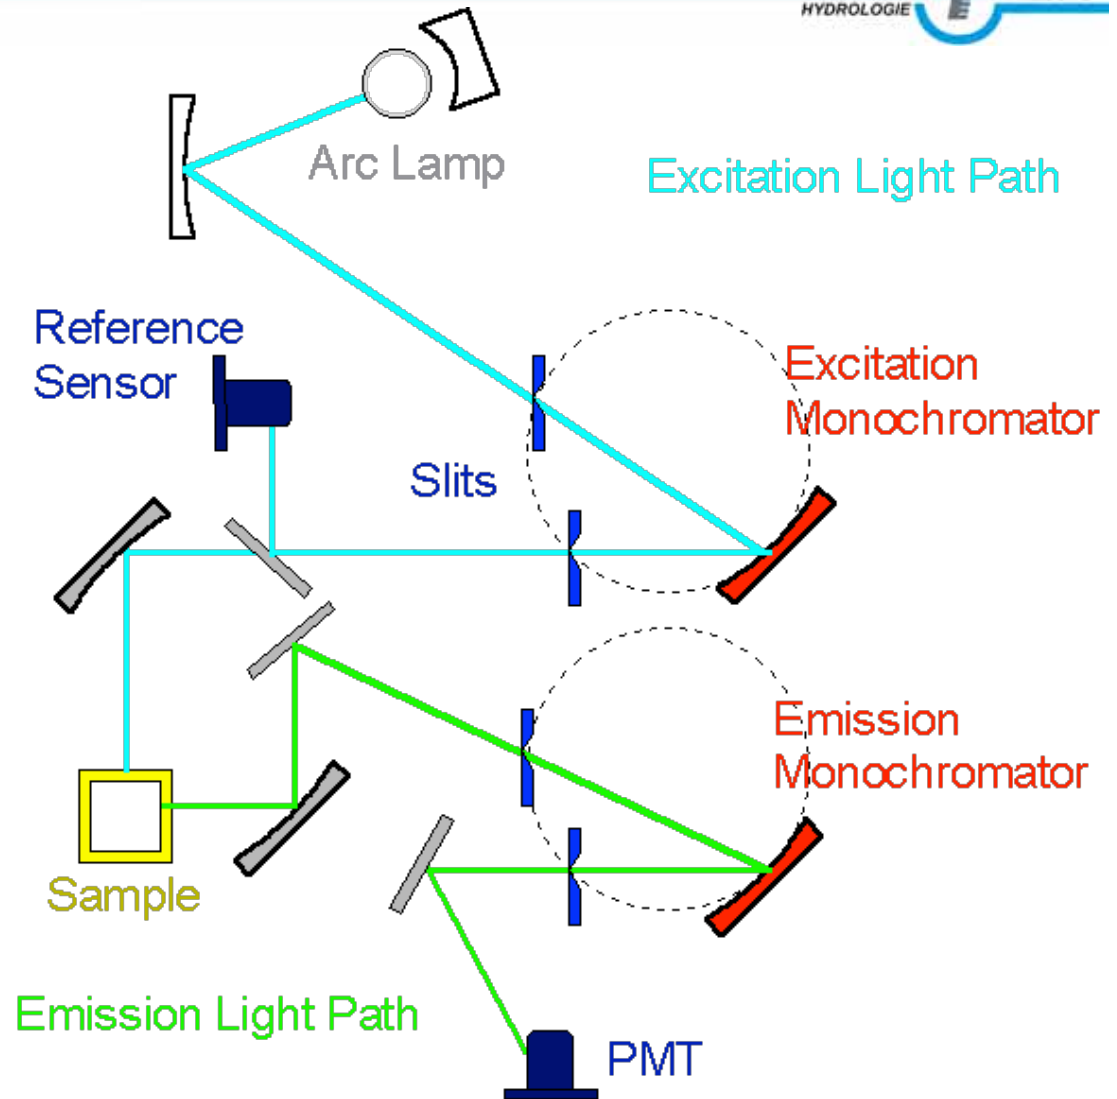 HYDROLOGIE
Arc Lamp
Excitation Light Path
Reference
Sensor
Excitation
Monochromator
Slits
Emission
Monochromator
Sample
Emission Light Path
PMT